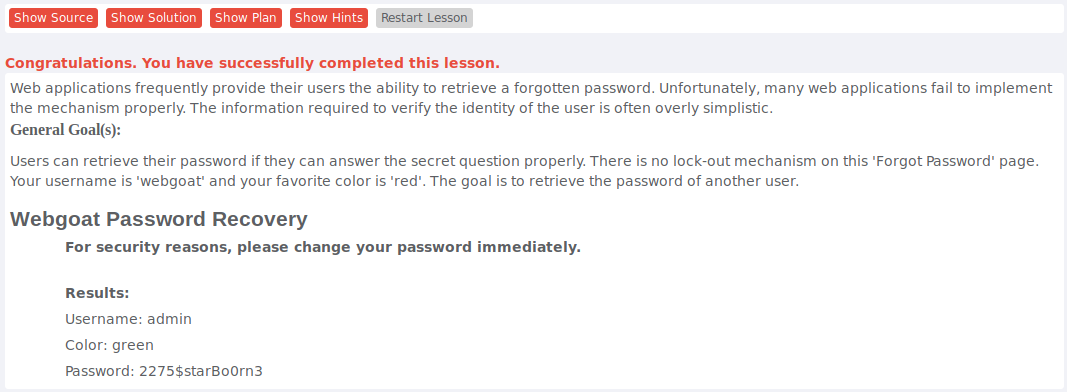 Show Source Show Solution Show Plan Show Hints Restart Lesson
Congratulations. You have successfully completed this lesson.
Web applications frequently provide their users the ability to retrieve a forgotten password. Unfortunately, many web applications fail to implement
the mechanism properly. The information required to verify the identity of the user is often overly simplistic.
General Goal(s):
Users can retrieve their password if they can answer the secret question properly. There is no lock-out mechanism on this 'Forgot Password' page.
Your username is 'webgoat' and your favorite color is 'red'. The goal is to retrieve the password of another user.
Webgoat Password Recovery
For security reasons, please change your password immediately.
Results:
Username: admin
Color: green
Password: 2275$starBo0rn3